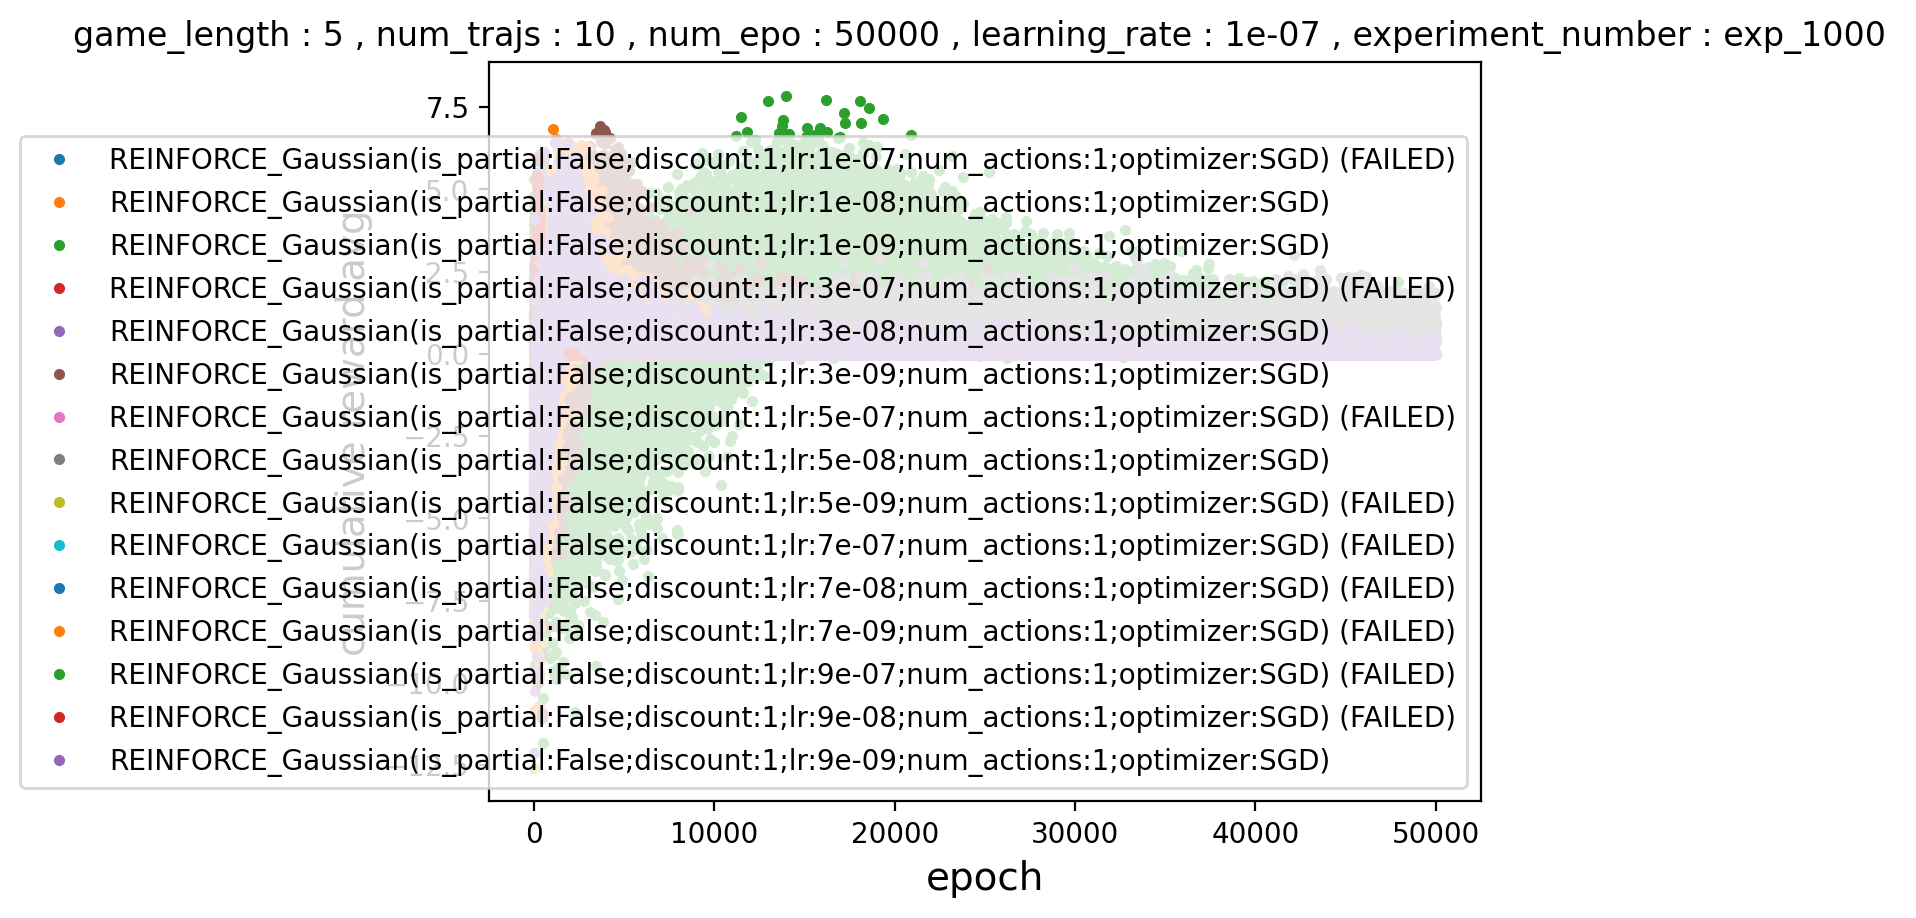 game_length : 5 , num_trajs : 10 , num_epo : 50000 , learning_rate : 1e-07 , experiment_number : exp_1000
7.5
5.0
2.5
0.0
−2.5
−5.0
−7.5
−10.0
−12.5
cumulative reward avg
REINFORCE_Gaussian(is_partial:False;discount:1;lr:1e-07;num_actions:1;optimizer:SGD) (FAILED)
REINFORCE_Gaussian(is_partial:False;discount:1;lr:1e-08;num_actions:1;optimizer:SGD)
REINFORCE_Gaussian(is_partial:False;discount:1;lr:1e-09;num_actions:1;optimizer:SGD)
REINFORCE_Gaussian(is_partial:False;discount:1;lr:3e-07;num_actions:1;optimizer:SGD) (FAILED)
REINFORCE_Gaussian(is_partial:False;discount:1;lr:3e-08;num_actions:1;optimizer:SGD)
REINFORCE_Gaussian(is_partial:False;discount:1;lr:3e-09;num_actions:1;optimizer:SGD)
REINFORCE_Gaussian(is_partial:False;discount:1;lr:5e-07;num_actions:1;optimizer:SGD) (FAILED)
REINFORCE_Gaussian(is_partial:False;discount:1;lr:5e-08;num_actions:1;optimizer:SGD)
REINFORCE_Gaussian(is_partial:False;discount:1;lr:5e-09;num_actions:1;optimizer:SGD) (FAILED)
REINFORCE_Gaussian(is_partial:False;discount:1;lr:7e-07;num_actions:1;optimizer:SGD) (FAILED)
REINFORCE_Gaussian(is_partial:False;discount:1;lr:7e-08;num_actions:1;optimizer:SGD) (FAILED)
REINFORCE_Gaussian(is_partial:False;discount:1;lr:7e-09;num_actions:1;optimizer:SGD) (FAILED)
REINFORCE_Gaussian(is_partial:False;discount:1;lr:9e-07;num_actions:1;optimizer:SGD) (FAILED)
REINFORCE_Gaussian(is_partial:False;discount:1;lr:9e-08;num_actions:1;optimizer:SGD) (FAILED)
REINFORCE_Gaussian(is_partial:False;discount:1;lr:9e-09;num_actions:1;optimizer:SGD)
0 10000 20000 30000 40000 50000
epoch